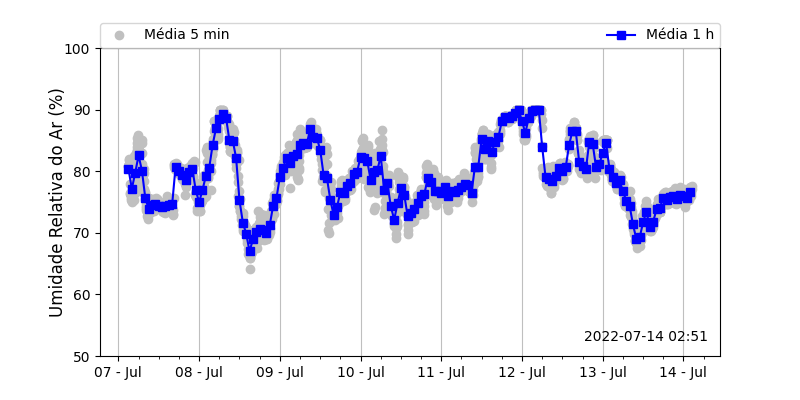 Média 5 min
Média 1 h
Umidade Relativa do Ar (%)
100
90
80
70
60
50
2022-07-14 02:51
07 - Jul
08 - Jul
09 - Jul
10 - Jul
11 - Jul
12 - Jul
13 - Jul
14 - Jul